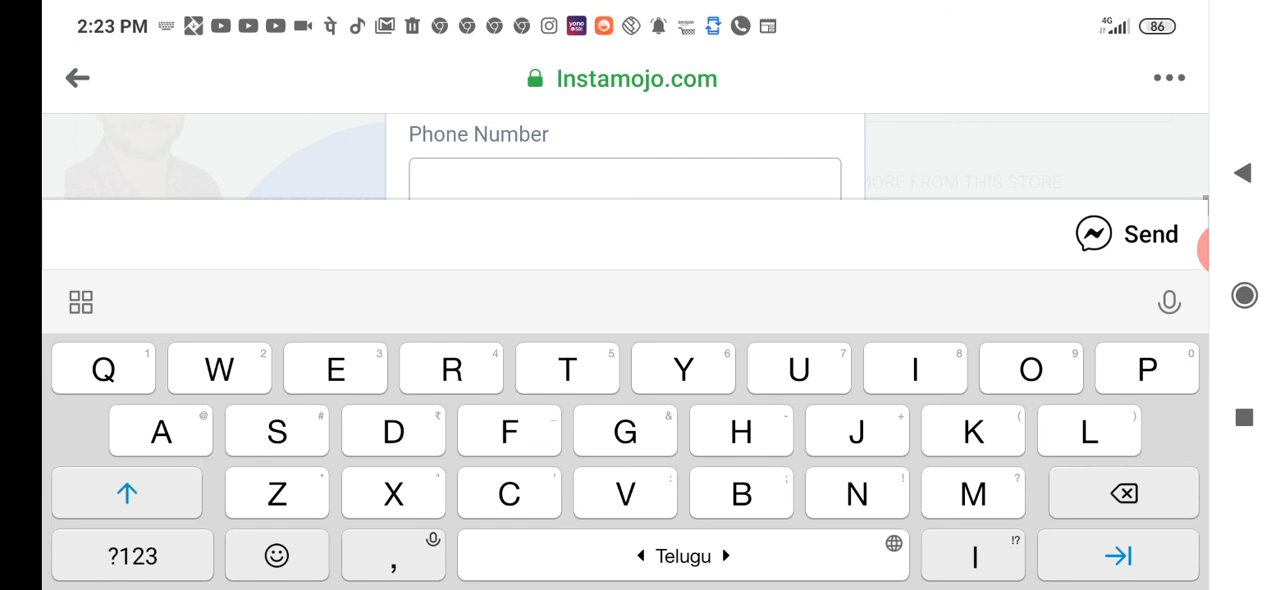 2:23 PM
4G
86
Instamojo.com
Phone Number
MORE FROM THIS STORE
Send
Q 1 W 2 E 3 R 4 T 5 Y 6 U 7 I 8 O 9 P 0
A @ S # D ₹ F _ G & H - J + K ( L )
Z * X " C ' V : B ; N ! M ?
?123 , Telugu | !?